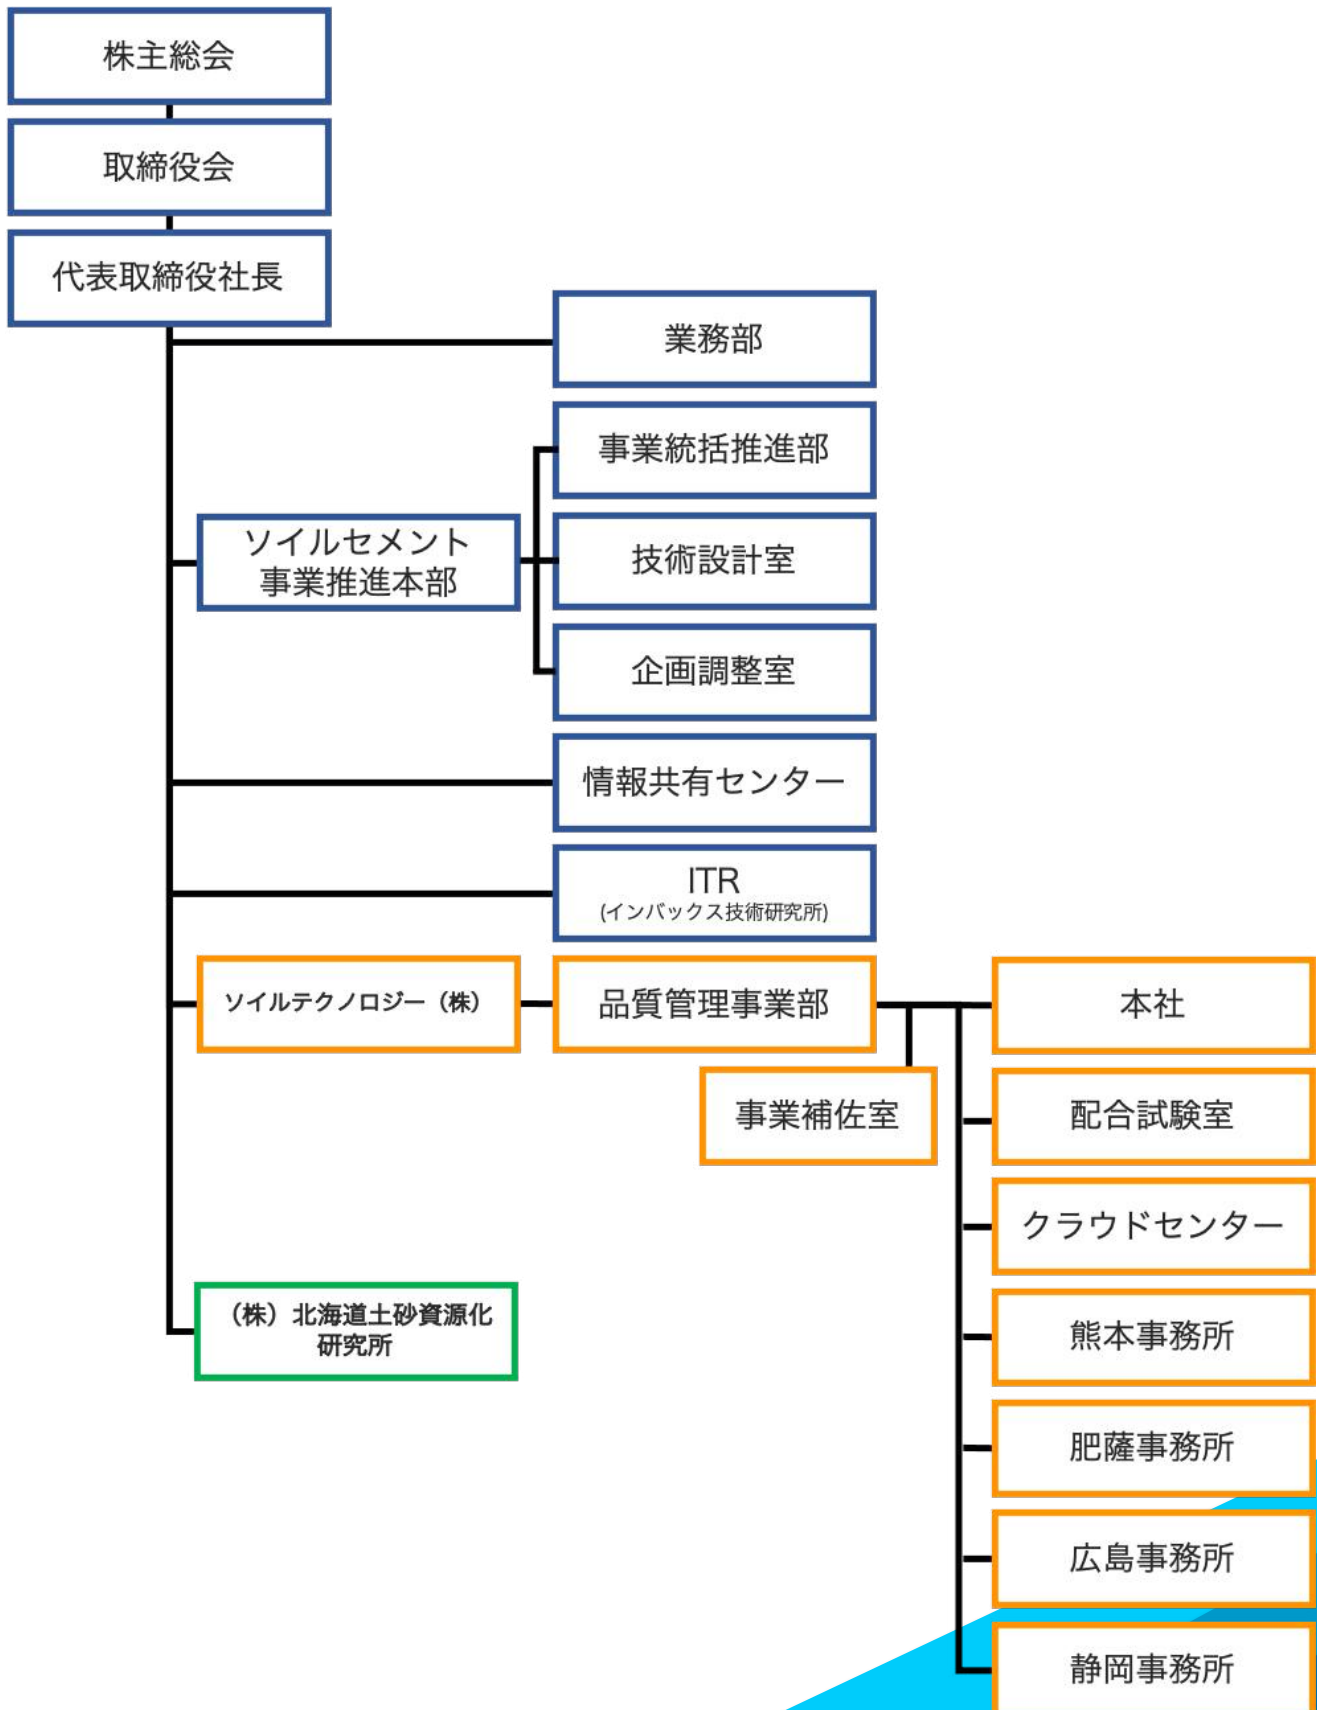 株主総会
取締役会
代表取締役社長
業務部
事業統括推進部
ソイルセメント
事業推進本部
技術設計室
企画調整室
情報共有センター
ITR
(インバックス技術研究所)
ソイルテクノロジー（株）
品質管理事業部
本社
事業補佐室
配合試験室
クラウドセンター
（株）北海道土砂資源化
研究所
熊本事務所
肥薩事務所
広島事務所
静岡事務所